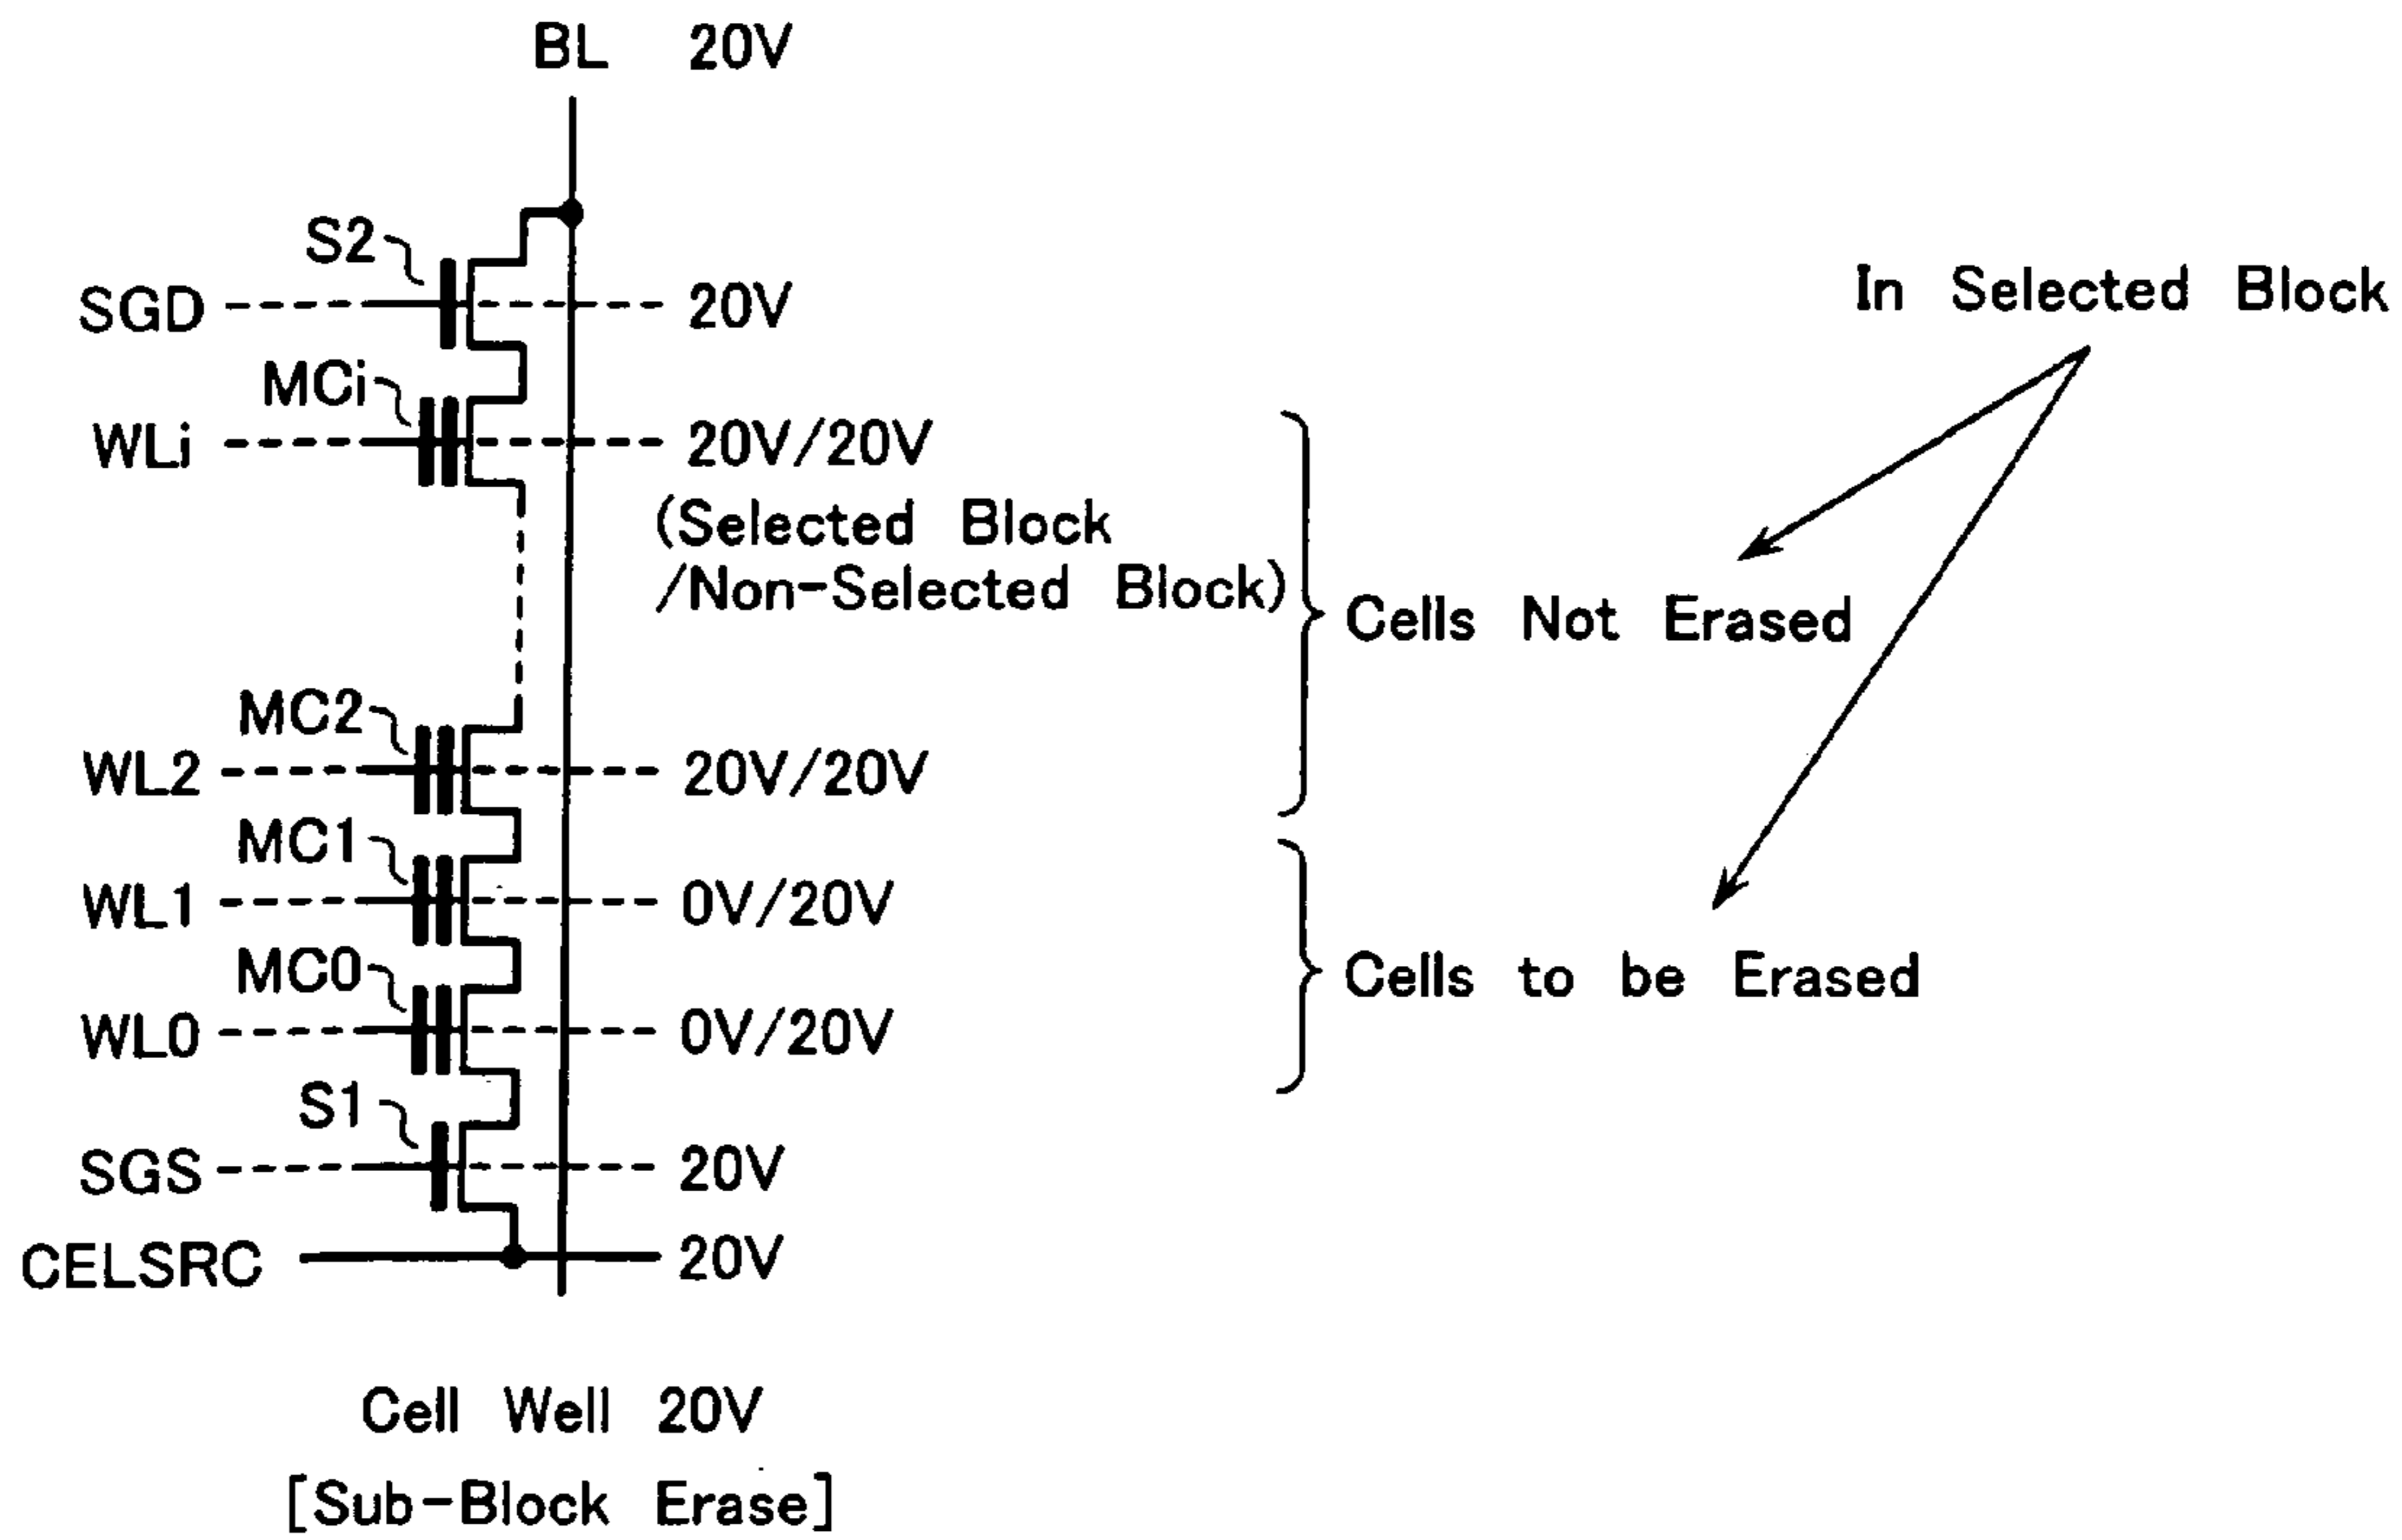 BL 20V
S2
SGD 20V
In Selected Block
MCi
WLi 20V/20V
(Selected Block
/Non-Selected Block)
Cells Not Erased
MC2
WL2 20V/20V
MC1
WL1 0V/20V
MC0
Cells to be Erased
WL0 0V/20V
S1
SGS 20V
CELSRC 20V
Cell Well 20V
[Sub-Block Erase]